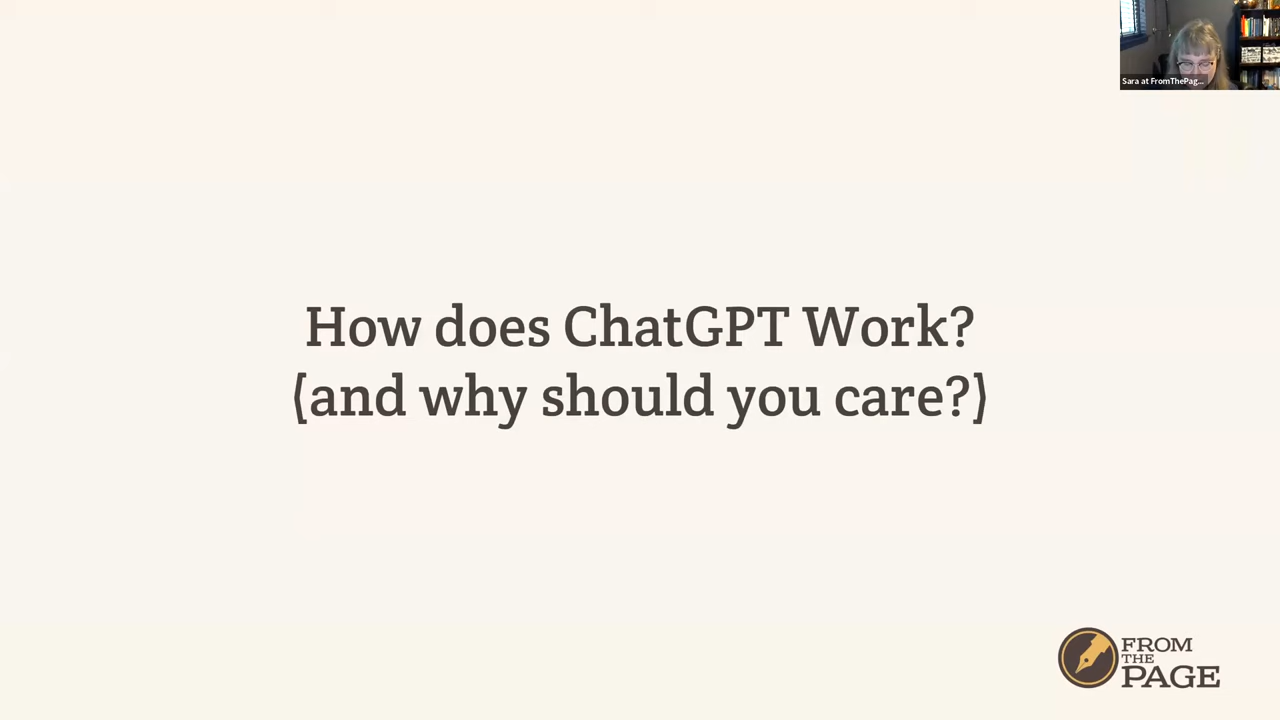 Sara at FromThePag...
How does ChatGPT Work?
(and why should you care?)
FROM
THE
PAGE